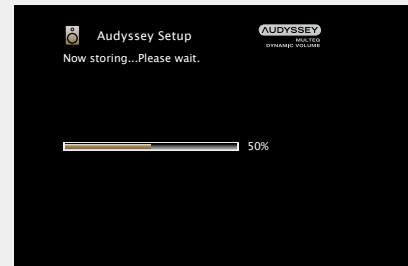 Audyssey Setup
AUDYSSEY
MULTEQ
DYNAMIC VOLUME
Now storing...Please wait.
50%